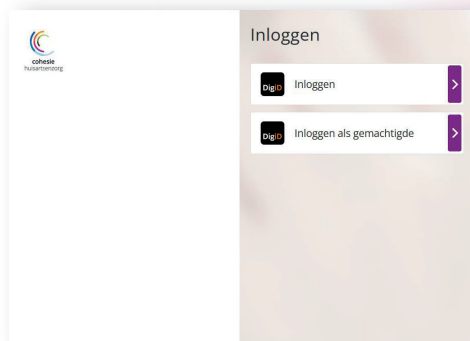 cohesie
huisartsenzorg
Inloggen
DigiD Inloggen
DigiD Inloggen als gemachtigde